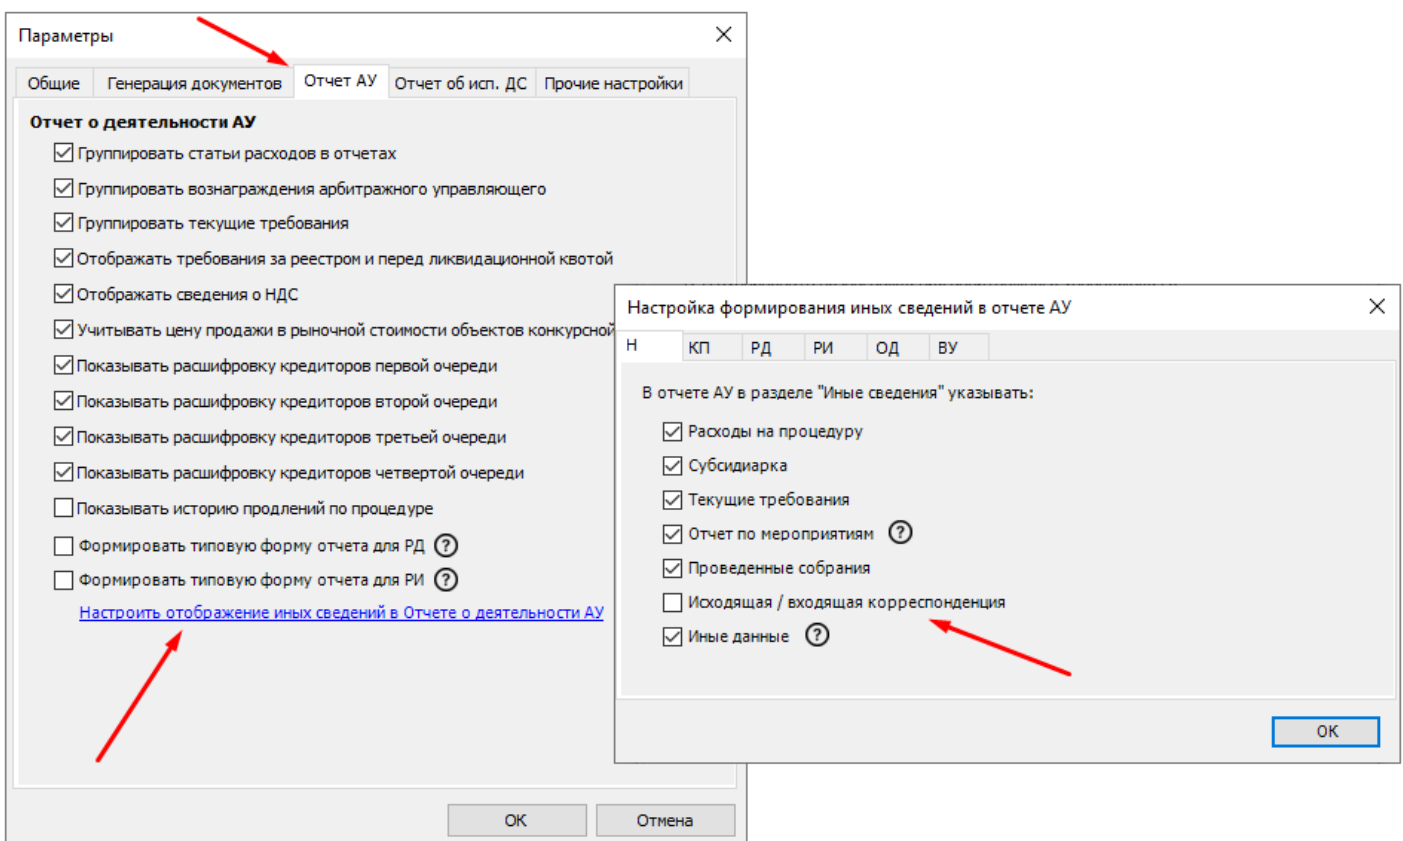 Параметры
Общие
Генерация документов
Отчет АУ
Отчет об исп. ДС
Прочие настройки
Отчет о деятельности АУ
Группировать статьи расходов в отчетах
Группировать вознаграждения арбитражного управляющего
Группировать текущие требования
Отображать требования за реестром и перед ликвидационной квотой
Отображать сведения о НДС
Учитывать цену продажи в рыночной стоимости объектов конкурсной
Показывать расшифровку кредиторов первой очереди
Показывать расшифровку кредиторов второй очереди
Показывать расшифровку кредиторов третьей очереди
Показывать расшифровку кредиторов четвертой очереди
Показывать историю продлений по процедуре
Формировать типовую форму отчета для РД ?
Формировать типовую форму отчета для РИ ?
Настроить отображение иных сведений в Отчете о деятельности АУ
ОК
Отмена
Настройка формирования иных сведений в отчете АУ
Н
КП
РД
РИ
ОД
ВУ
В отчете АУ в разделе "Иные сведения" указывать:
Расходы на процедуру
Субсидиарка
Текущие требования
Отчет по мероприятиям ?
Проведенные собрания
Исходящая / входящая корреспонденция
Иные данные ?
ОК